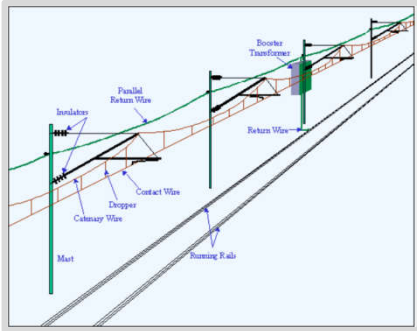 Booster
Transformer
Parallel
Return Wire
Insulators
Return Wire
Contact Wire
Dropper
Catenary Wire
Running Rails
Mast